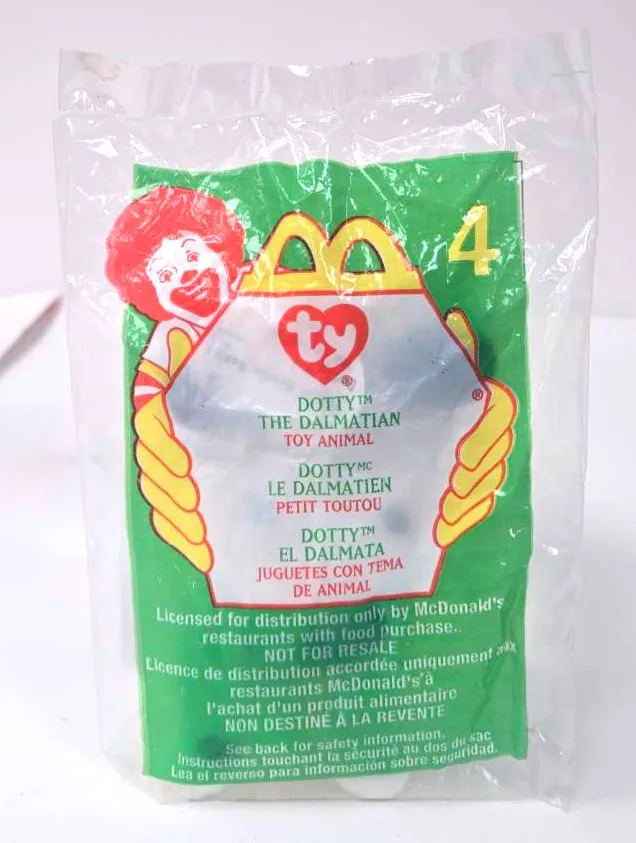 4
ty
®
®
DOTTY™
THE DALMATIAN
TOY ANIMAL
DOTTYᴹᶜ
LE DALMATIEN
PETIT TOUTOU
DOTTY™
EL DALMATA
JUGUETES CON TEMA
DE ANIMAL
Licensed for distribution only by McDonald's
restaurants with food purchase.
NOT FOR RESALE
Licence de distribution accordée uniquement aux
restaurants McDonald's à
l'achat d'un produit alimentaire
NON DESTINÉ À LA REVENTE
See back for safety information.
Instructions touchant la sécurité au dos du sac
Lea el reverso para información sobre seguridad.